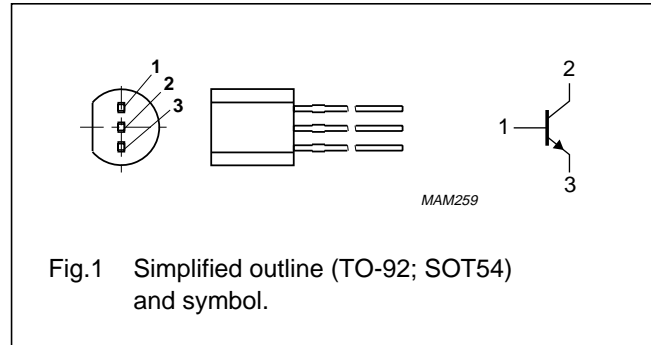 1
2
3
2
1
3
MAM259
Fig.1 Simplified outline (TO-92; SOT54)
and symbol.